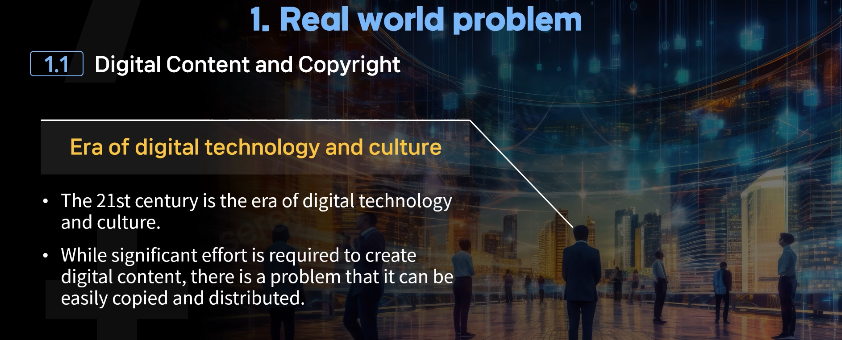 1. Real world problem
1.1 Digital Content and Copyright
Era of digital technology and culture
• The 21st century is the era of digital technology
and culture.
• While significant effort is required to create
digital content, there is a problem that it can be
easily copied and distributed.